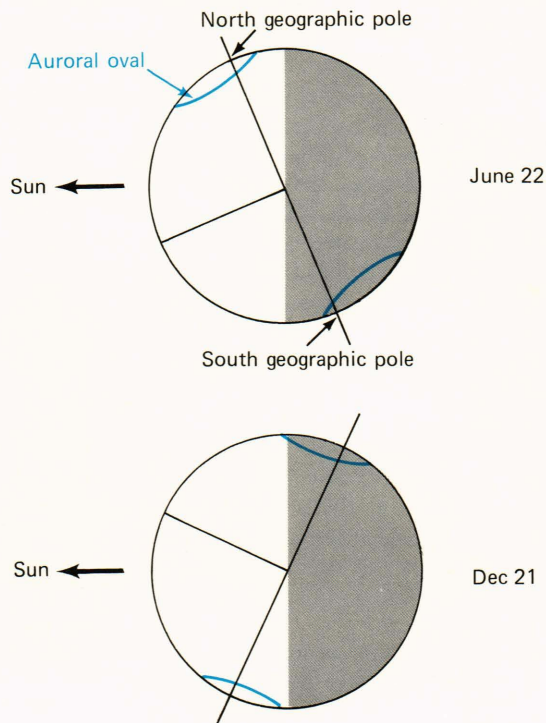 North geographic pole
Auroral oval
Sun
June 22
South geographic pole
Sun
Dec 21